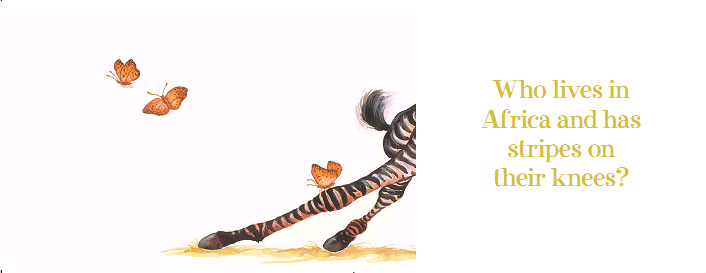 Who lives in
Africa and has
stripes on
their knees?